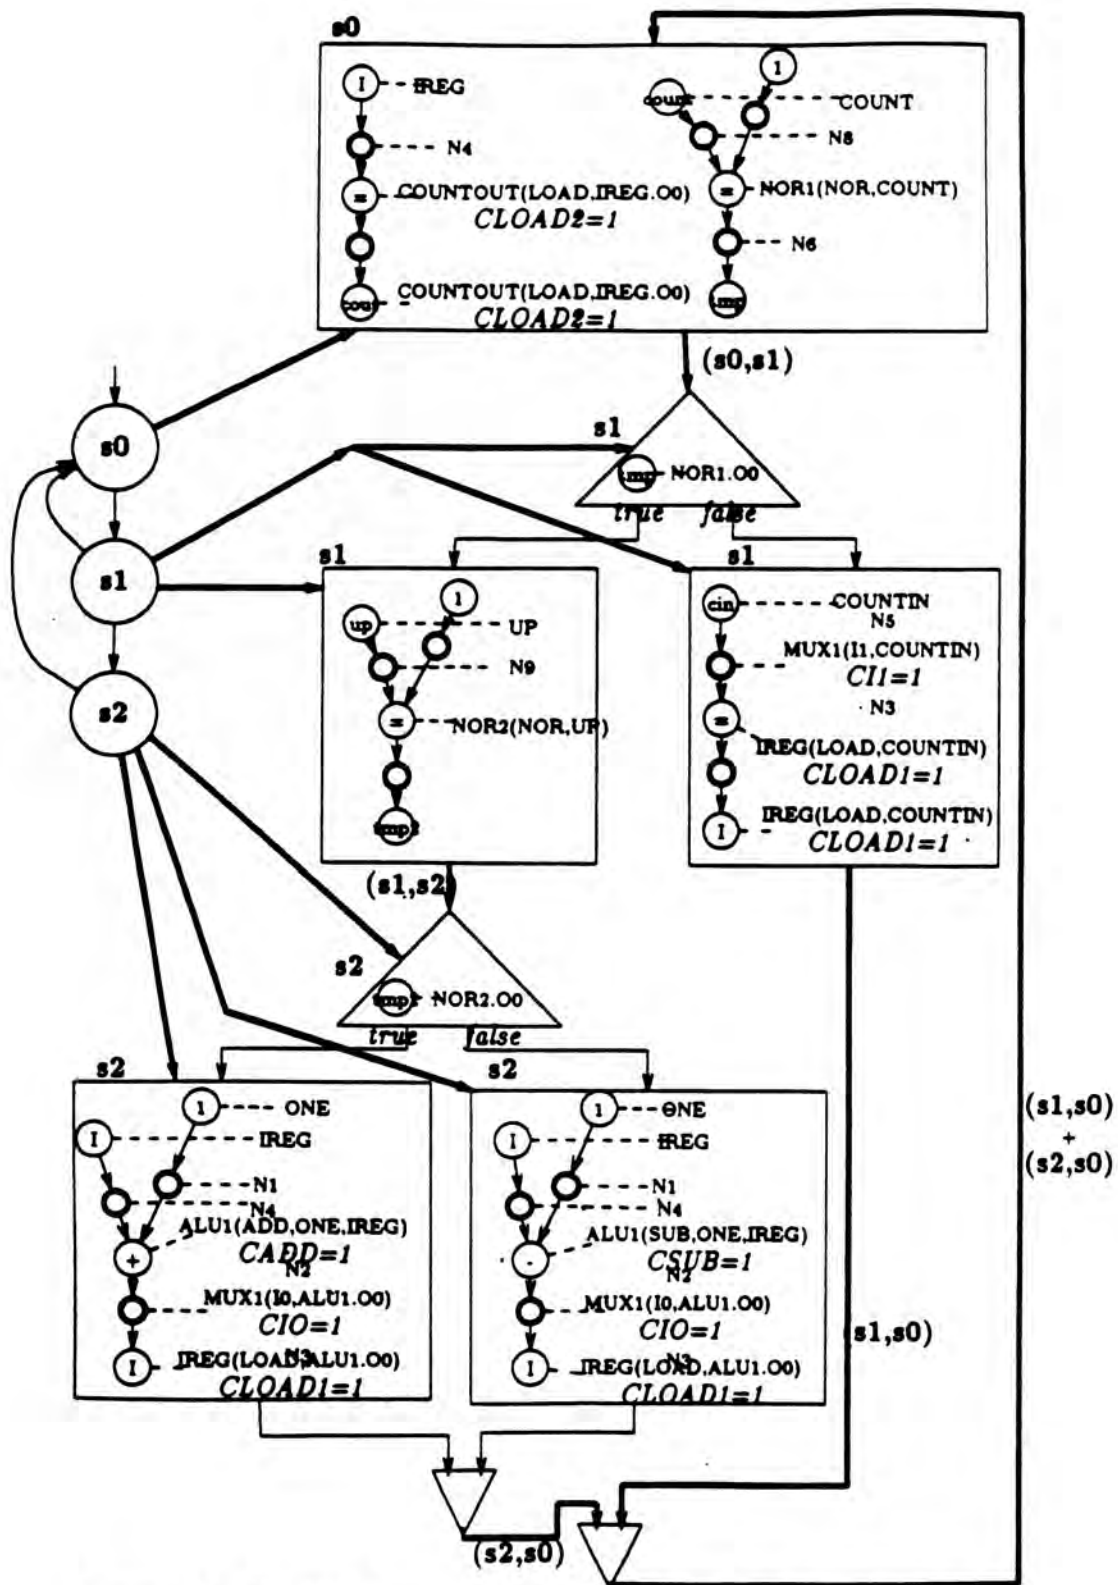 s0
I IREG
1
count COUNT
N4
N8
= COUNTOUT(LOAD,IREG.O0)
CLOAD2=1
= NOR1(NOR,COUNT)
N6
COUNTOUT(LOAD,IREG.O0)
CLOAD2=1
(s0,s1)
s0
s1
NOR1.O0
true false
s1
s1
s1
1
up UP
N9
= NOR2(NOR,UP)
cin COUNTIN
N5
MUX1(I1,COUNTIN)
CI1=1
N3
= IREG(LOAD,COUNTIN)
CLOAD1=1
I IREG(LOAD,COUNTIN)
CLOAD1=1
s2
(s1,s2)
s2
NOR2.O0
true false
s2
1 ONE
I IREG
N1
N4
ALU1(ADD,ONE,IREG)
+ CADD=1
N2
MUX1(I0,ALU1.O0)
CIO=1
N3
I IREG(LOAD,ALU1.O0)
CLOAD1=1
s2
1 ONE
I IREG
N1
N4
ALU1(SUB,ONE,IREG)
- CSUB=1
N2
MUX1(I0,ALU1.O0)
CIO=1
N3
I IREG(LOAD,ALU1.O0)
CLOAD1=1
(s1,s0)
+
(s2,s0)
(s1,s0)
(s2,s0)